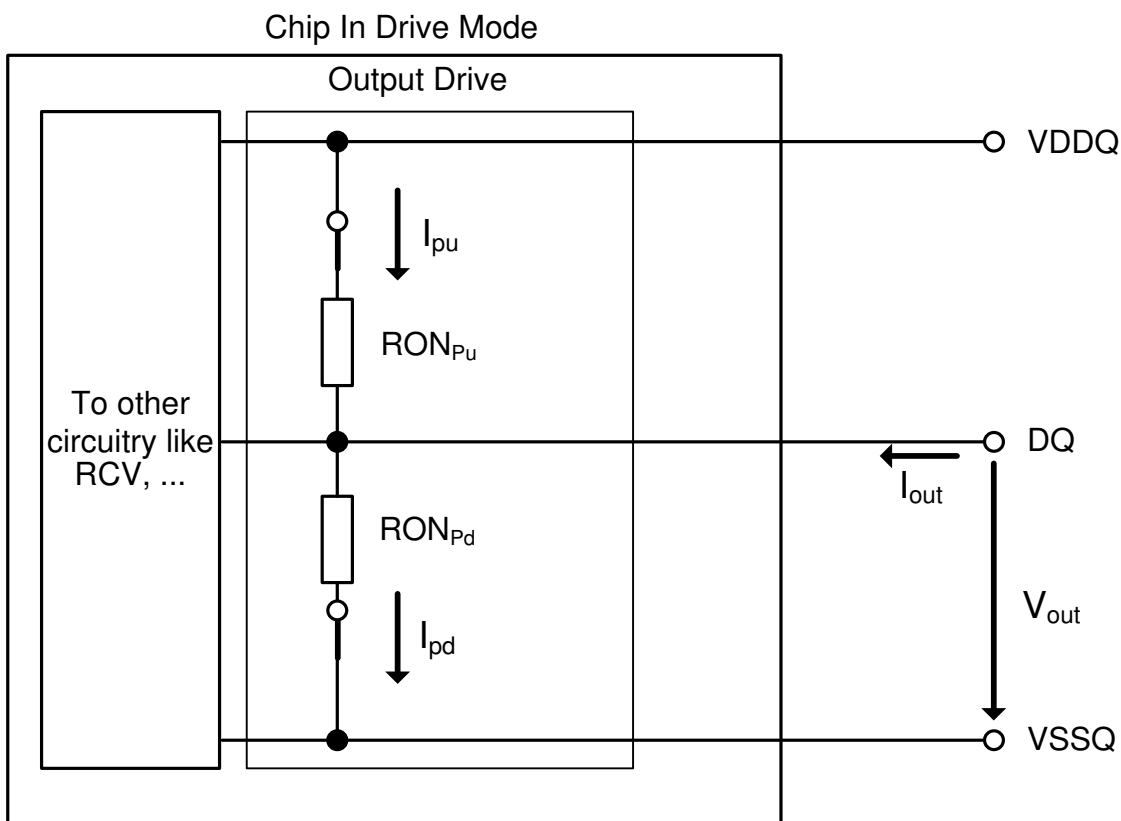 Chip In Drive Mode
Output Drive
VDDQ
Ipu
RONPu
To other
circuitry like
RCV, ...
DQ
Iout
RONPd
Vout
Ipd
VSSQ